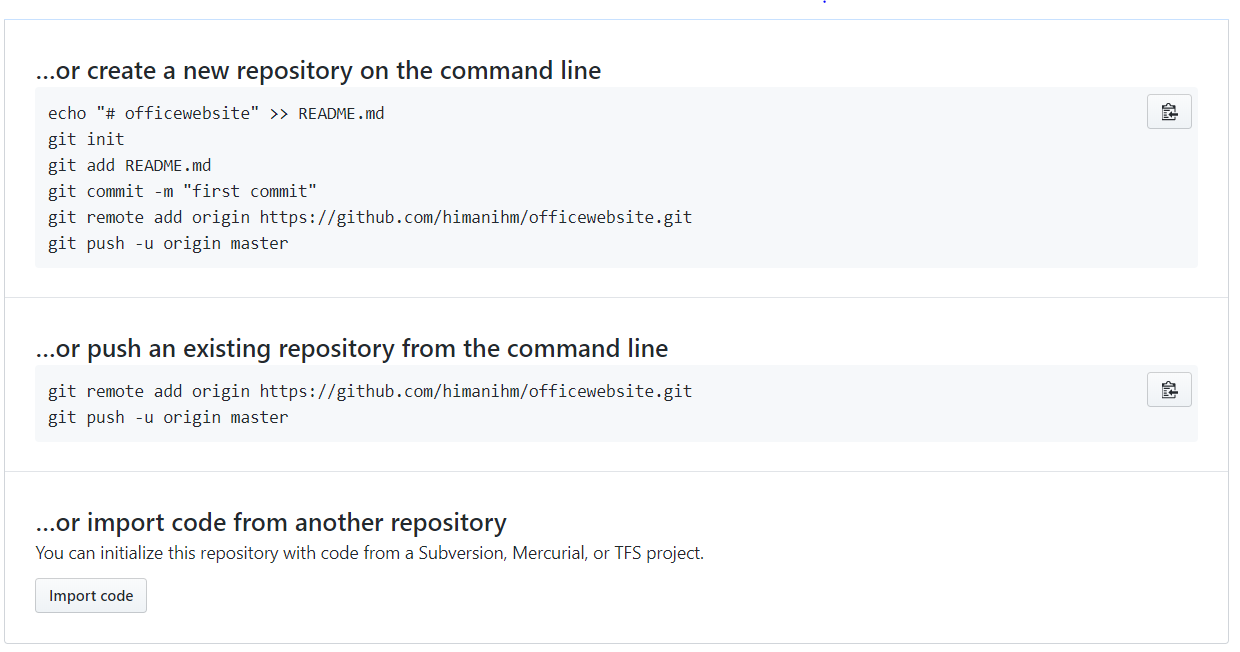 ...or create a new repository on the command line
echo "# officewebsite" >> README.md
git init
git add README.md
git commit -m "first commit"
git remote add origin https://github.com/himanihm/officewebsite.git
git push -u origin master
...or push an existing repository from the command line
git remote add origin https://github.com/himanihm/officewebsite.git
git push -u origin master
...or import code from another repository
You can initialize this repository with code from a Subversion, Mercurial, or TFS project.
Import code